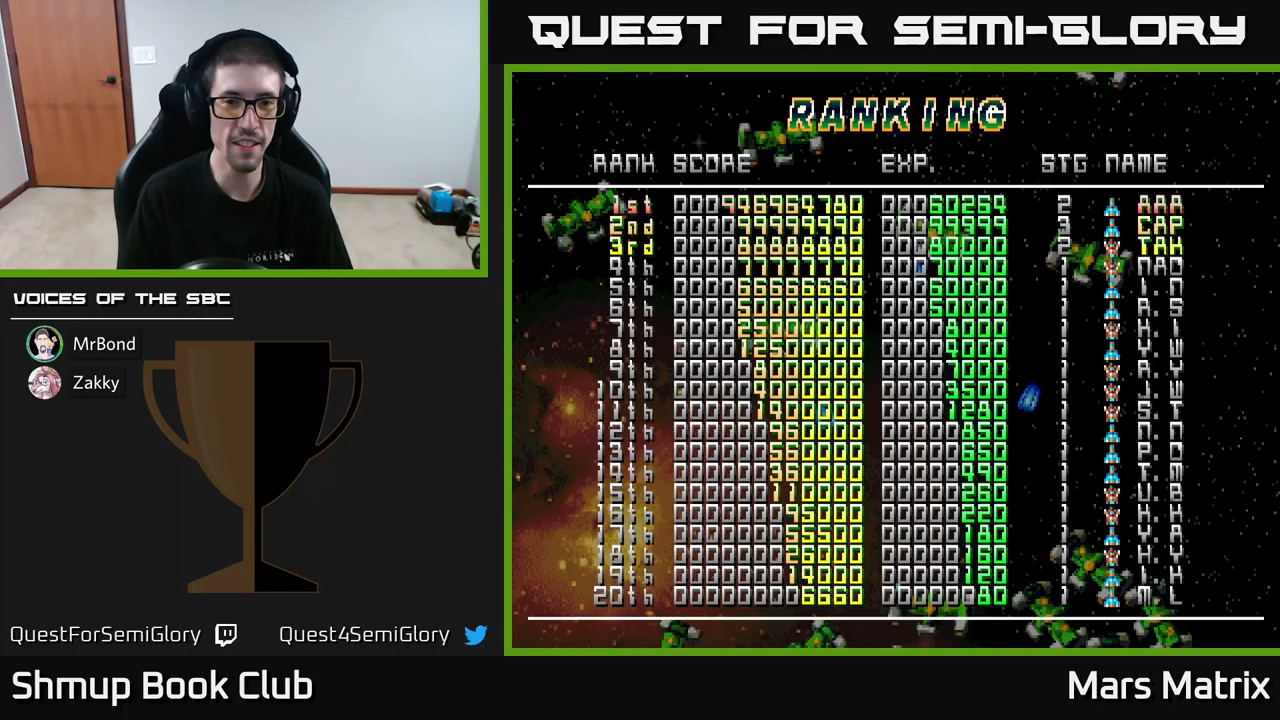 QUEST FOR SEMI-GLORY
RANKING
RANK SCORE EXP. STG NAME
1st 000946964780 00060264 2 AAA
2nd 000099999990 00099999 3 CAP
3rd 000088888880 00080000 2 TAK
4th 000077777770 00070000 1 NAO
5th 000066666660 00060000 1 I. N
6th 000050000000 00050000 1 A. S
7th 000025000000 00008000 1 H. I
8th 000012500000 00004000 1 Y. W
9th 000008000000 00007000 1 A. Y
10th 000004000000 00003500 1 J. W
11th 000001400000 00001280 1 S. T
12th 000000960000 00000850 1 N. N
13th 000000560000 00000650 1 P. O
14th 000000360000 00000490 1 T. M
15th 000000110000 00000260 1 U. B
16th 000000095000 00000220 1 K. K
17th 000000055500 00000180 1 Y. A
18th 000000026000 00000160 1 H. Y
19th 000000014000 00000120 1 I. K
20th 000000006660 00000080 1 M. L
VOICES OF THE SBC
MrBond
Zakky
QuestForSemiGlory Quest4SemiGlory
Shmup Book Club Mars Matrix